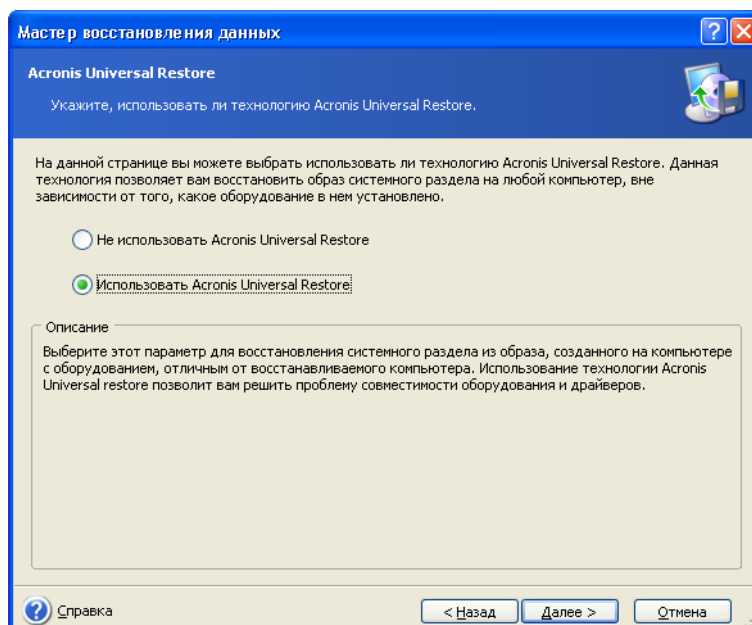 Мастер восстановления данных
Acronis Universal Restore
Укажите, использовать ли технологию Acronis Universal Restore.
На данной странице вы можете выбрать использовать ли технологию Acronis Universal Restore. Данная
технология позволяет вам восстановить образ системного раздела на любой компьютер, вне
зависимости от того, какое оборудование в нем установлено.
Не использовать Acronis Universal Restore
Использовать Acronis Universal Restore
Описание
Выберите этот параметр для восстановления системного раздела из образа, созданного на компьютере
с оборудованием, отличным от восстанавливаемого компьютера. Использование технологии Acronis
Universal restore позволит вам решить проблему совместимости оборудования и драйверов.
Справка
< Назад
Далее >
Отмена